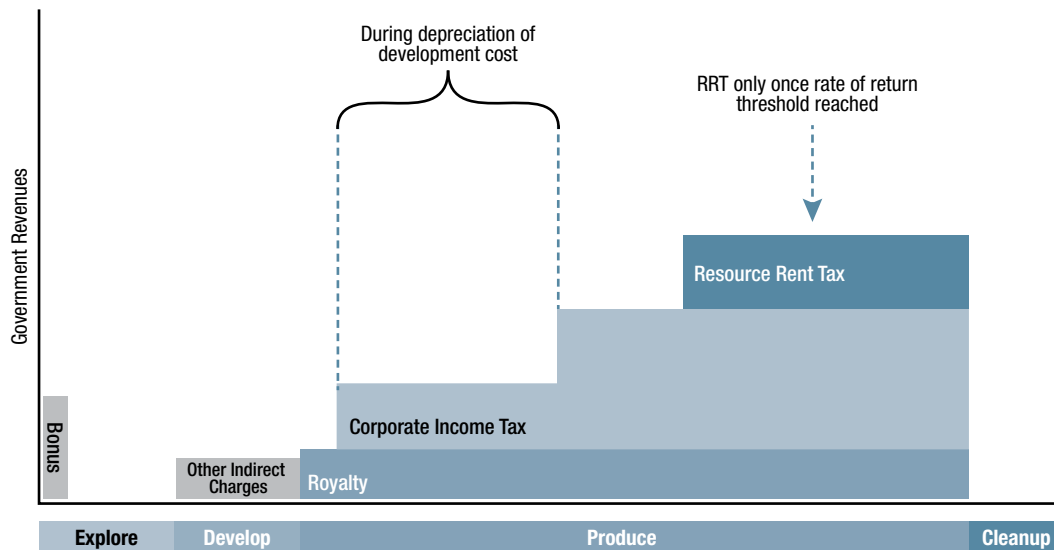 During depreciation of
development cost
RRT only once rate of return
threshold reached
Government Revenues
Resource Rent Tax
Corporate Income Tax
Bonus
Other Indirect
Charges
Royalty
Explore
Develop
Produce
Cleanup